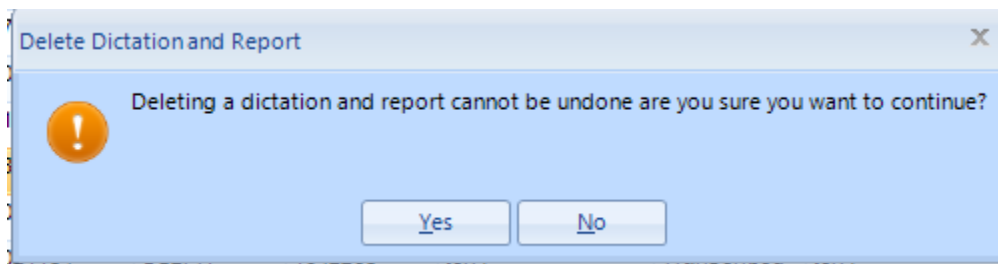 Delete Dictation and Report
X
Deleting a dictation and report cannot be undone are you sure you want to continue?
Yes
No